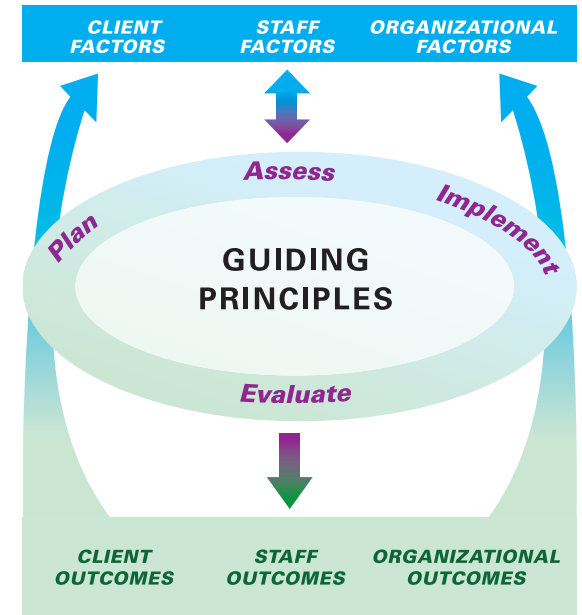 CLIENT
FACTORS
STAFF
FACTORS
ORGANIZATIONAL
FACTORS
Assess
Plan
Implement
GUIDING
PRINCIPLES
Evaluate
CLIENT
OUTCOMES
STAFF
OUTCOMES
ORGANIZATIONAL
OUTCOMES